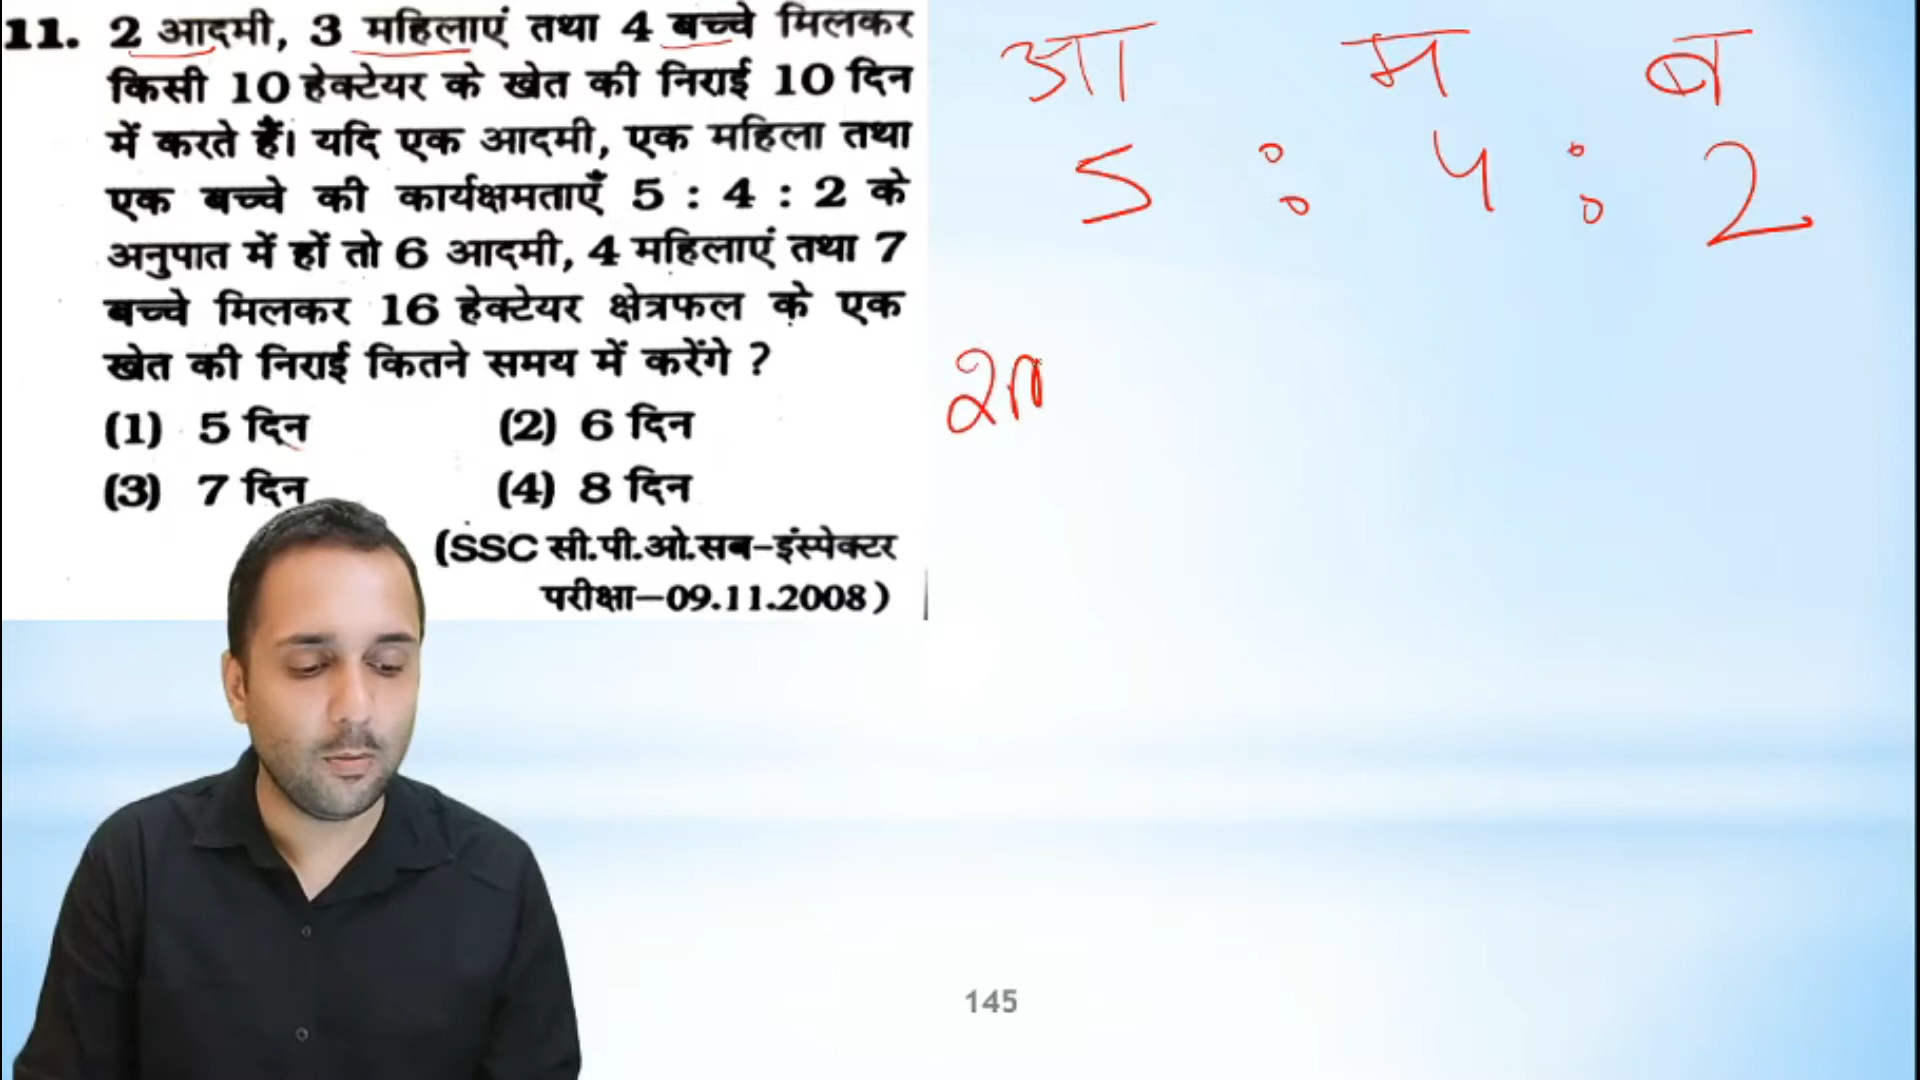 11. 2 आदमी, 3 महिलाएं तथा 4 बच्चे मिलकर
किसी 10 हेक्टेयर के खेत की निराई 10 दिन
में करते हैं। यदि एक आदमी, एक महिला तथा
एक बच्चे की कार्यक्षमताएँ 5 : 4 : 2 के
अनुपात में हों तो 6 आदमी, 4 महिलाएं तथा 7
बच्चे मिलकर 16 हेक्टेयर क्षेत्रफल के एक
खेत की निराई कितने समय में करेंगे ?
(1) 5 दिन (2) 6 दिन
(3) 7 दिन (4) 8 दिन
(SSC सी.पी.ओ.सब-इंस्पेक्टर
परीक्षा—09.11.2008)
आ म ब
5 : 4 : 2
145